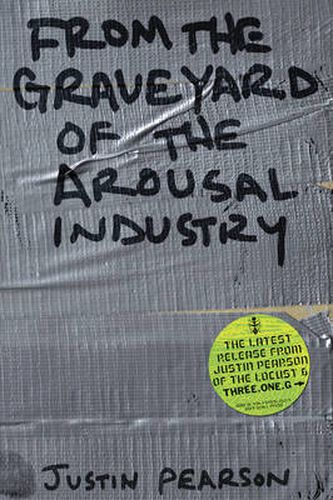 FROM THE
GRAVEYARD
OF THE
AROUSAL
INDUSTRY
THE LATEST
RELEASE FROM
JUSTIN PEARSON
OF THE LOCUST &
THREE.ONE.G →
JUSTIN PEARSON